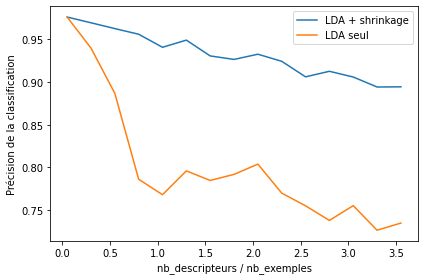 LDA + shrinkage
LDA seul
Précision de la classification
0.95
0.90
0.85
0.80
0.75
0.0 0.5 1.0 1.5 2.0 2.5 3.0 3.5
nb_descripteurs / nb_exemples